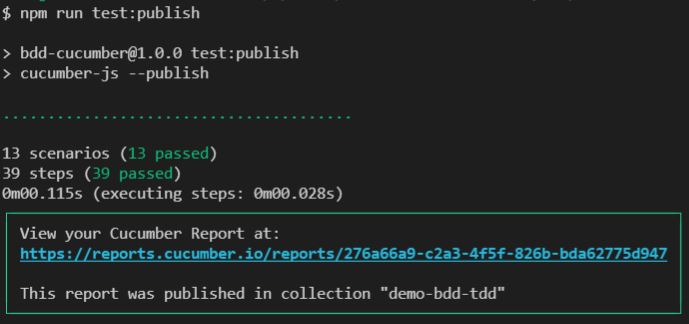 $ npm run test:publish
> bdd-cucumber@1.0.0 test:publish
> cucumber-js --publish
.......................................
13 scenarios (13 passed)
39 steps (39 passed)
0m00.115s (executing steps: 0m00.028s)
View your Cucumber Report at:
https://reports.cucumber.io/reports/276a66a9-c2a3-4f5f-826b-bda62775d947
This report was published in collection "demo-bdd-tdd"